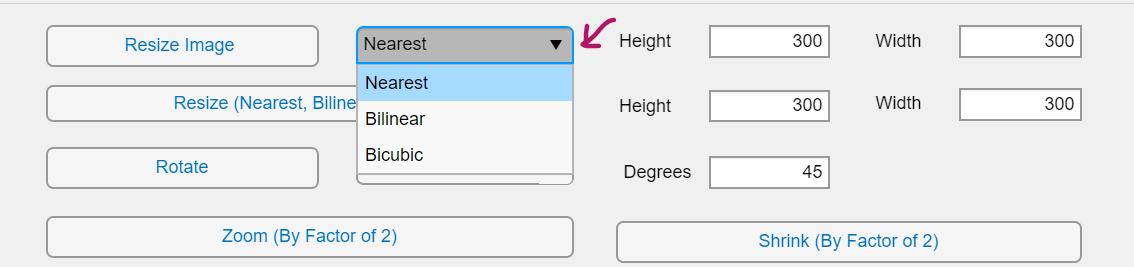 Resize Image Nearest Height 300 Width 300
Nearest
Resize (Nearest, Biline Height 300 Width 300
Bilinear
Bicubic
Rotate Degrees 45
Zoom (By Factor of 2) Shrink (By Factor of 2)